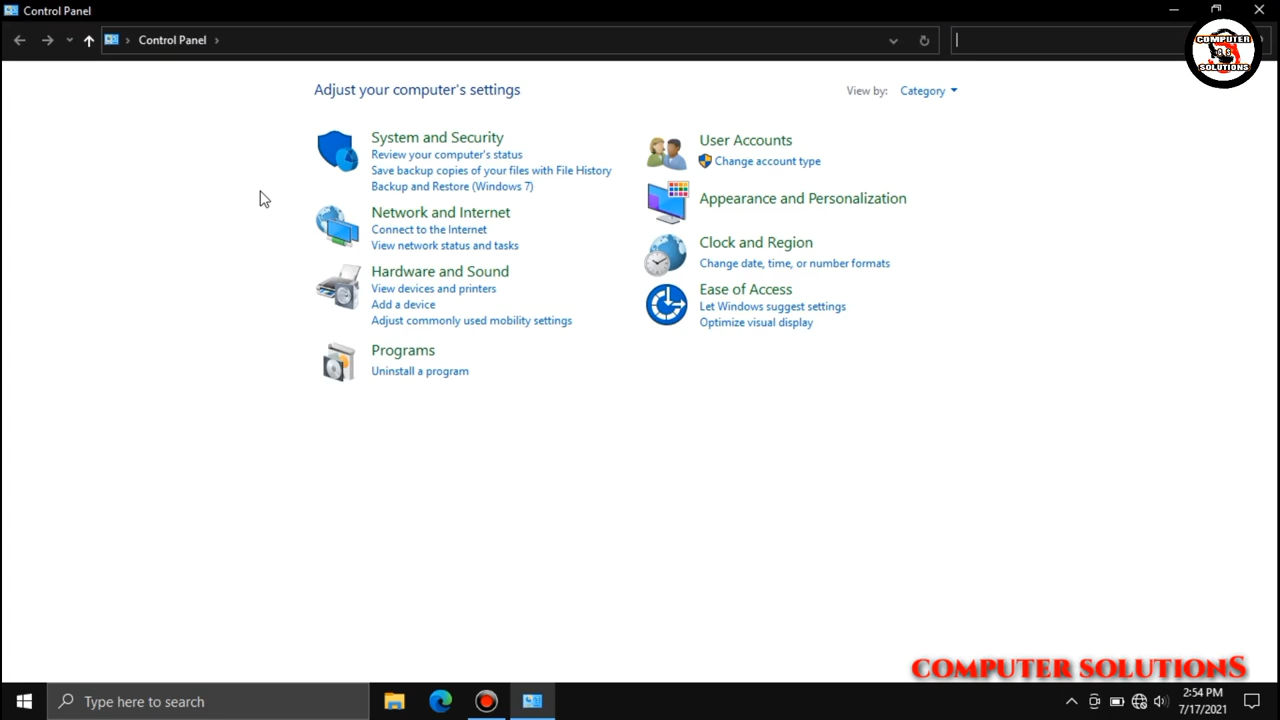 Control Panel
Control Panel
COMPUTER
SOLUTIONS
Adjust your computer's settings
View by: Category
System and Security
Review your computer's status
Save backup copies of your files with File History
Backup and Restore (Windows 7)
Network and Internet
Connect to the Internet
View network status and tasks
Hardware and Sound
View devices and printers
Add a device
Adjust commonly used mobility settings
Programs
Uninstall a program
User Accounts
Change account type
Appearance and Personalization
Clock and Region
Change date, time, or number formats
Ease of Access
Let Windows suggest settings
Optimize visual display
COMPUTER SOLUTIONS
Type here to search
2:54 PM
7/17/2021